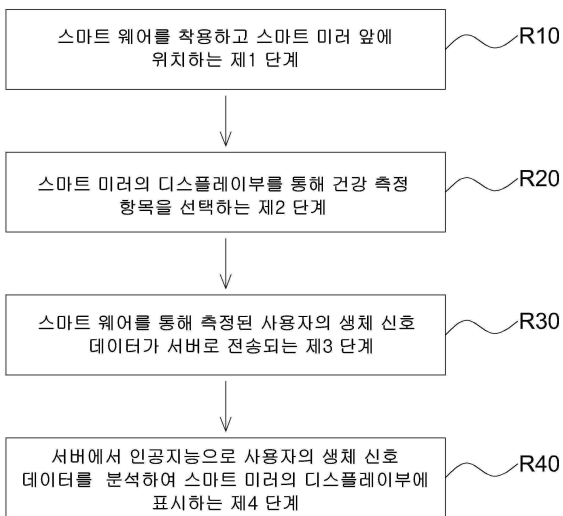 스마트 웨어를 착용하고 스마트 미러 앞에
위치하는 제1 단계
R10
스마트 미러의 디스플레이부를 통해 건강 측정
항목을 선택하는 제2 단계
R20
스마트 웨어를 통해 측정된 사용자의 생체 신호
데이터가 서버로 전송되는 제3 단계
R30
서버에서 인공지능으로 사용자의 생체 신호
데이터를 분석하여 스마트 미러의 디스플레이부에
표시하는 제4 단계
R40